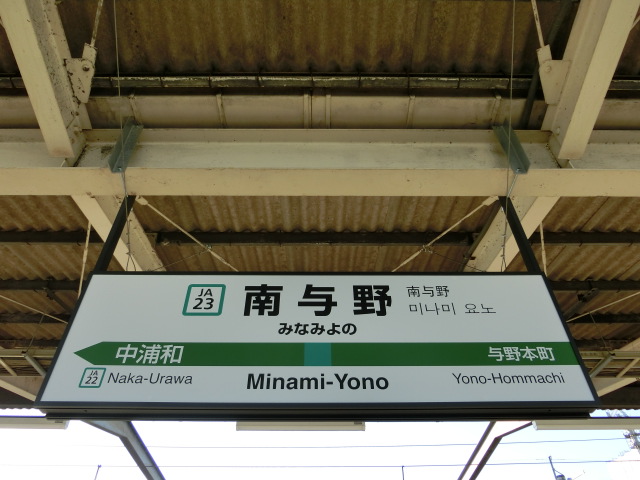 JA
23
南与野
みなみよの
南与野
미나미 요노
中浦和
与野本町
JA
22
Naka-Urawa
Minami-Yono
Yono-Hommachi